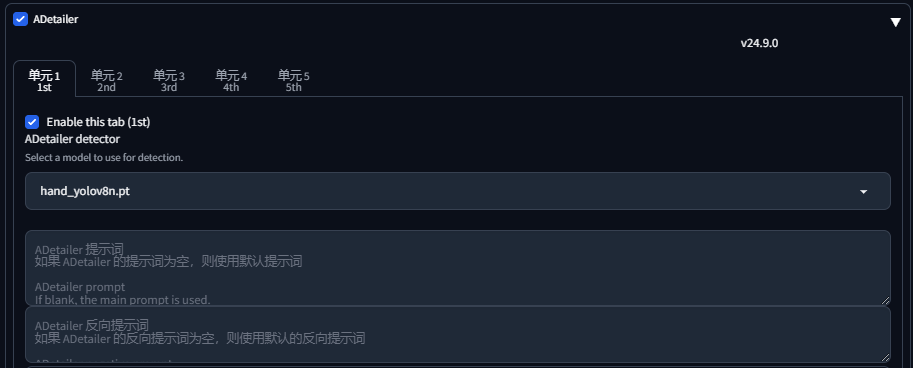 ADetailer
v24.9.0
单元 1 单元 2 单元 3 单元 4 单元 5
1st 2nd 3rd 4th 5th
Enable this tab (1st)
ADetailer detector
Select a model to use for detection.
hand_yolov8n.pt
ADetailer 提示词
如果 ADetailer 的提示词为空，则使用默认提示词
ADetailer prompt
If blank, the main prompt is used.
ADetailer 反向提示词
如果 ADetailer 的反向提示词为空，则使用默认的反向提示词